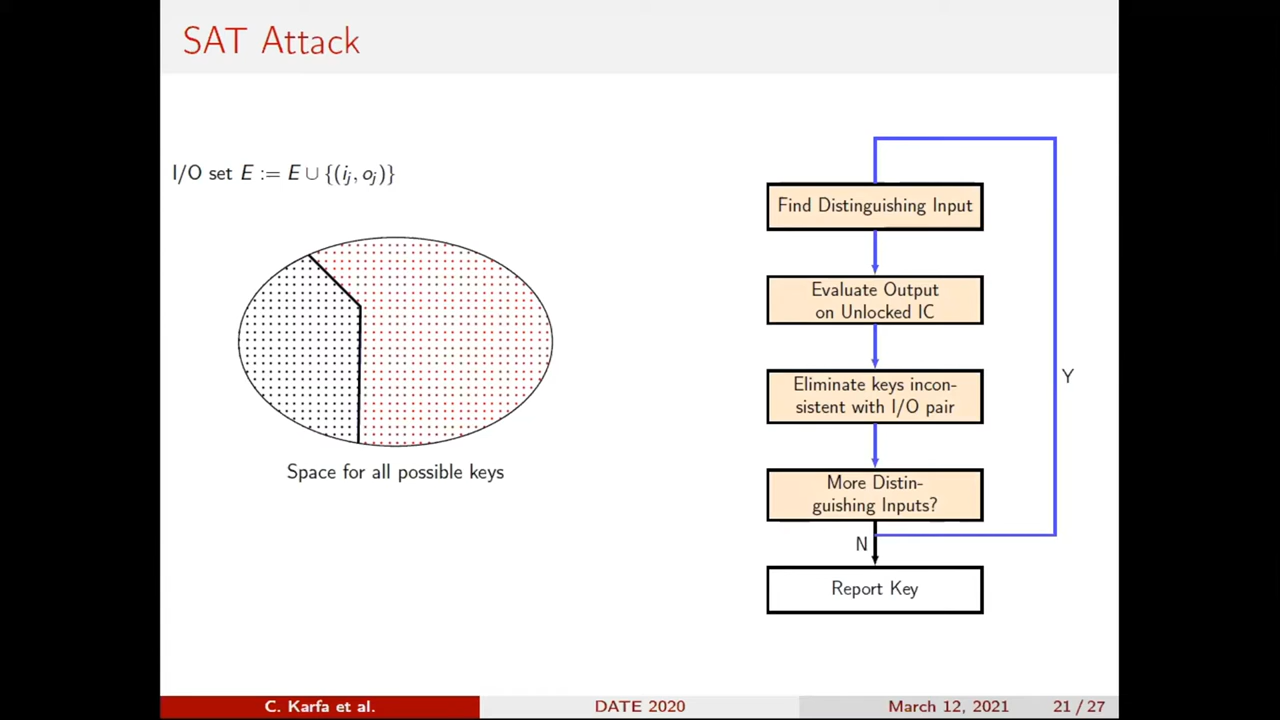 SAT Attack
I/O set E := E ∪ {(i_j, o_j)}
Space for all possible keys
Find Distinguishing Input
Evaluate Output
on Unlocked IC
Eliminate keys incon-
sistent with I/O pair
More Distin-
guishing Inputs?
Y
N
Report Key
C. Karfa et al.
DATE 2020
March 12, 2021
21 / 27